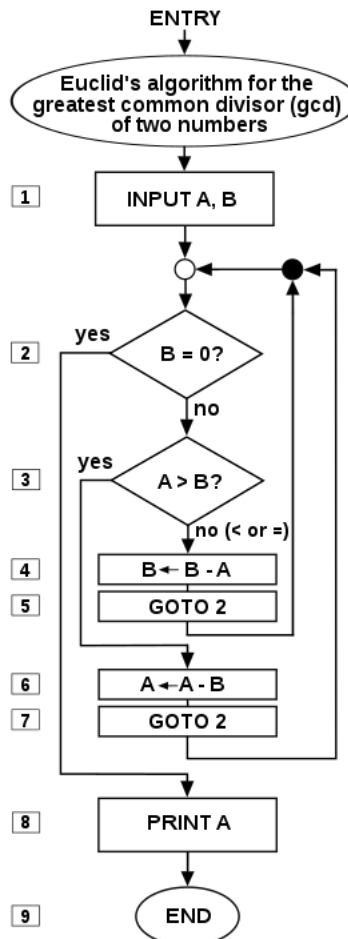 ENTRY
Euclid's algorithm for the
greatest common divisor (gcd)
of two numbers
1
INPUT A, B
2
yes
B = 0?
no
3
yes
A > B?
no (< or =)
4
B ← B - A
5
GOTO 2
6
A ← A - B
7
GOTO 2
8
PRINT A
9
END